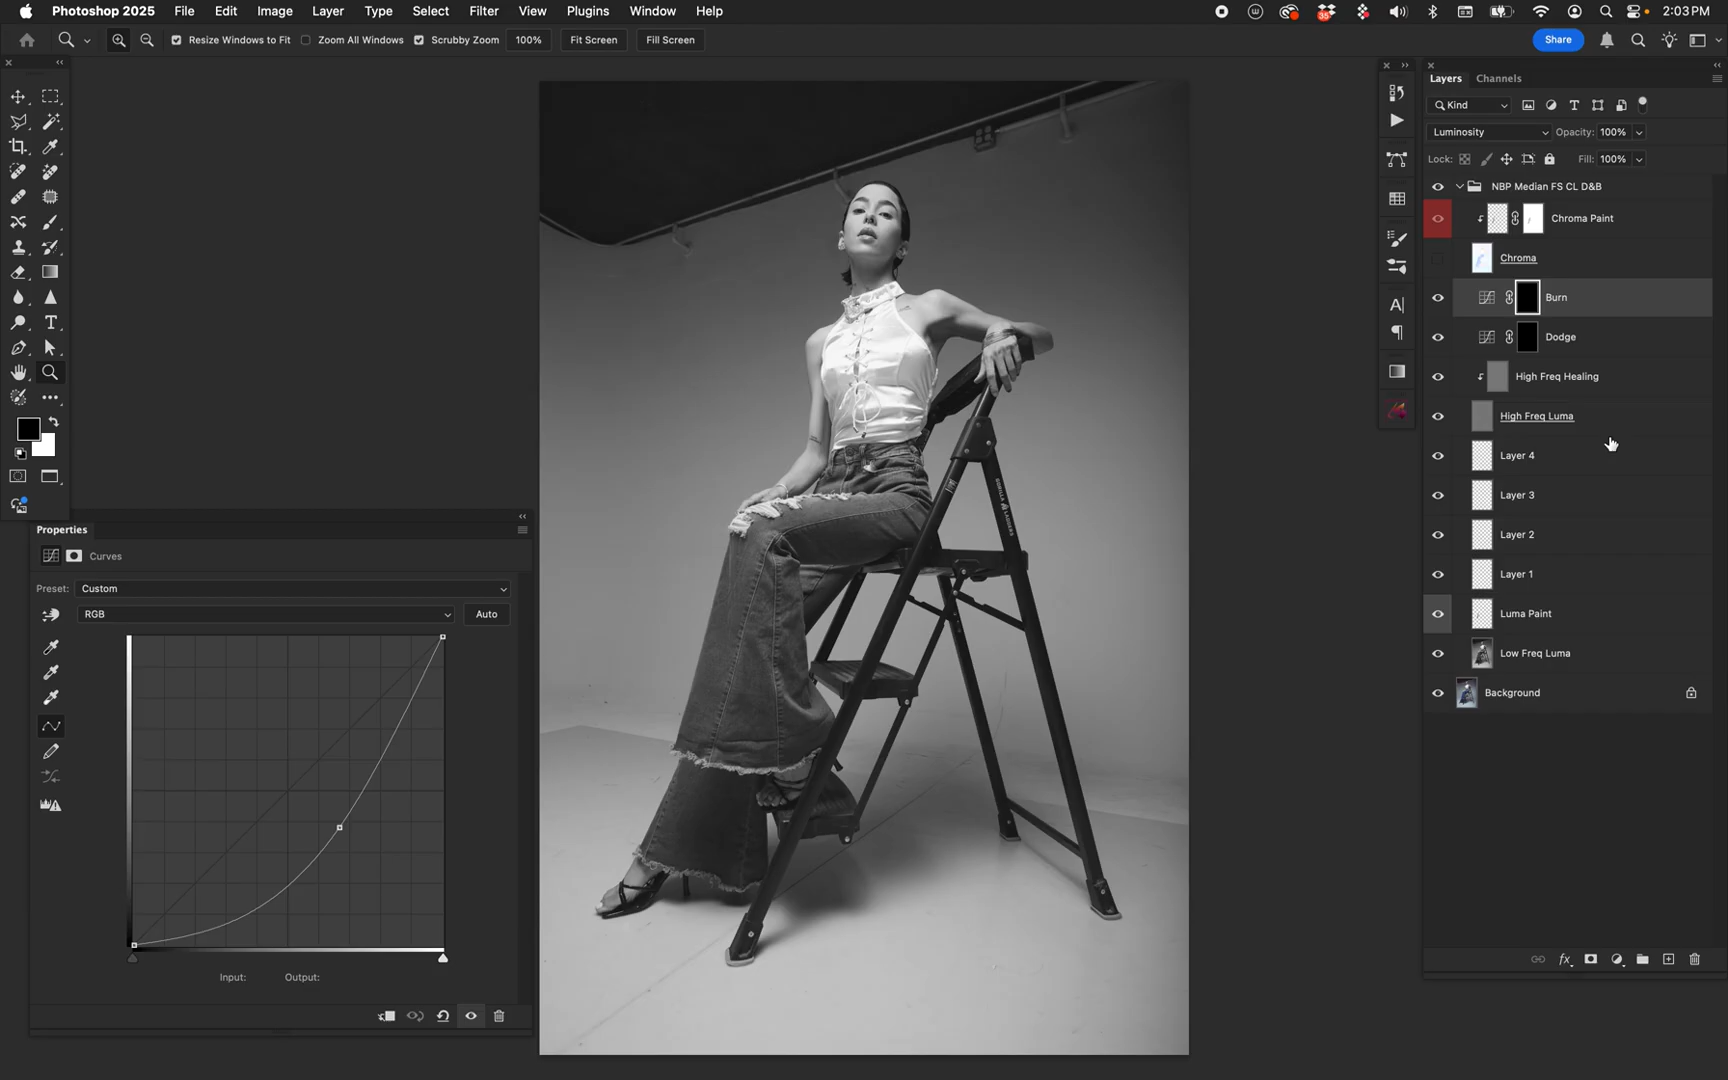 Photoshop 2025 File Edit Image Layer Type Select Filter View Plugins Window Help 35 2:03 PM
Resize Windows to Fit Zoom All Windows Scrubby Zoom 100% Fit Screen Fill Screen Share
Layers Channels
Kind
Luminosity Opacity: 100%
Lock: Fill: 100%
NBP Median FS CL D&B
Chroma Paint
Chroma
Burn
Dodge
High Freq Healing
High Freq Luma
Layer 4
Layer 3
Layer 2
Layer 1
Luma Paint
Low Freq Luma
Background
GORILLA LADDERS
Properties
Curves
Preset: Custom
RGB Auto
Input: Output: